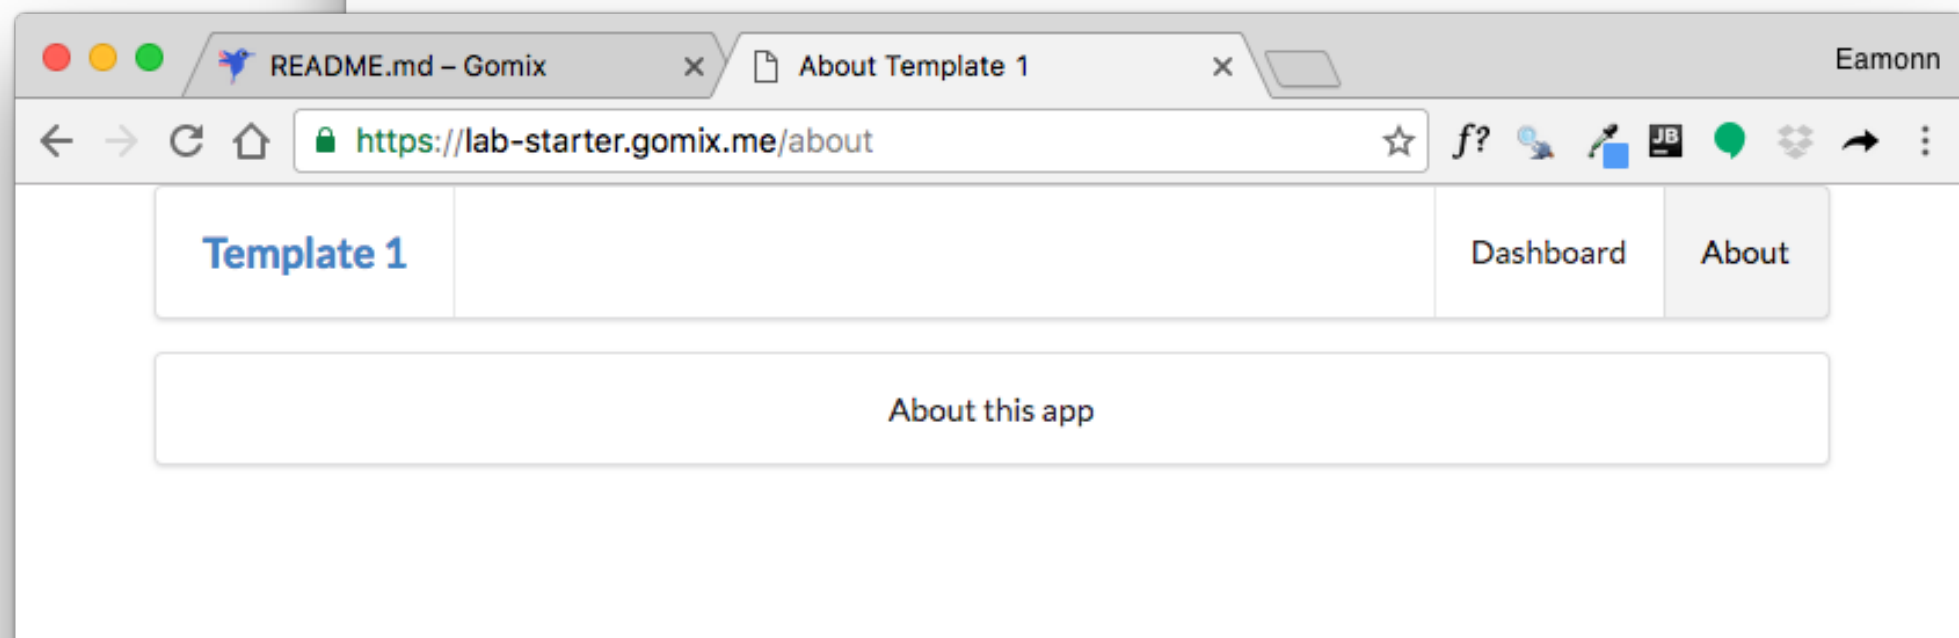 README.md – Gomix
About Template 1
Eamonn
https://lab-starter.gomix.me/about
f?
JB
Template 1
Dashboard
About
About this app